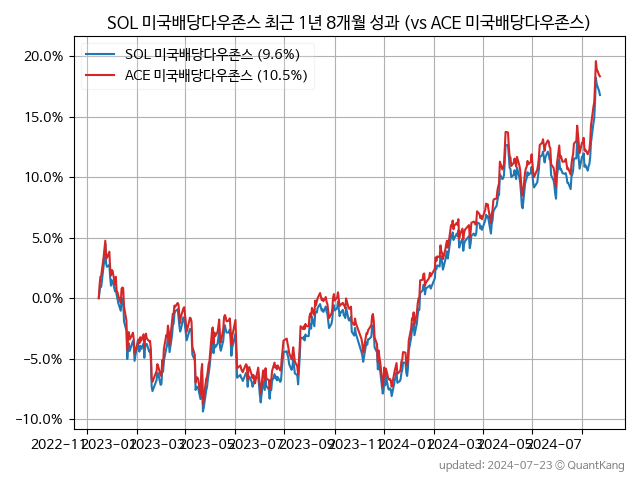 SOL 미국배당다우존스 최근 1년 8개월 성과 (vs ACE 미국배당다우존스)
SOL 미국배당다우존스 (9.6%)
ACE 미국배당다우존스 (10.5%)
20.0%
15.0%
10.0%
5.0%
0.0%
−5.0%
−10.0%
2022-11 2023-01 2023-03 2023-05 2023-07 2023-09 2023-11 2024-01 2024-03 2024-05 2024-07
updated: 2024-07-23 © QuantKang